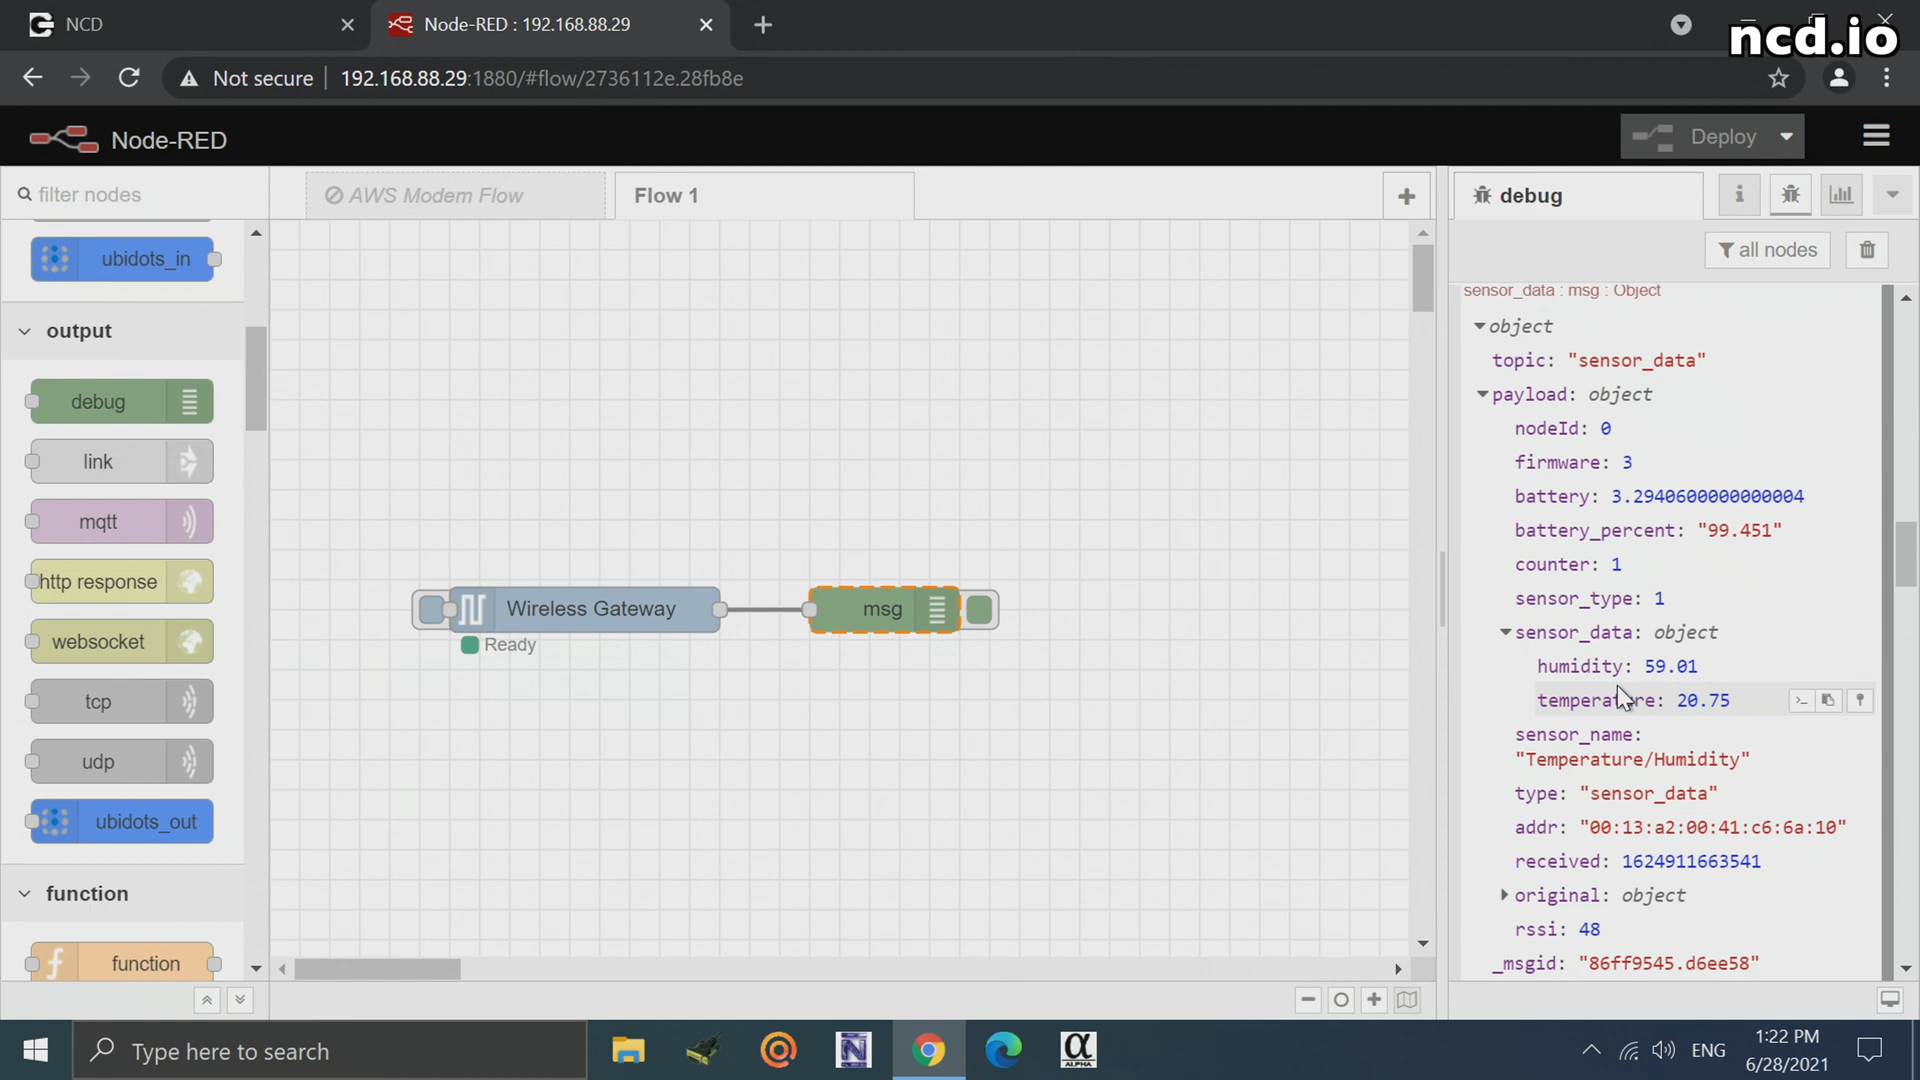 NCD
Node-RED : 192.168.88.29
ncd.io
Not secure
192.168.88.29:1880/#flow/2736112e.28fb8e
Node-RED
Deploy
filter nodes
AWS Modem Flow
Flow 1
debug
i
all nodes
ubidots_in
output
debug
link
mqtt
http response
websocket
tcp
udp
ubidots_out
function
function
Wireless Gateway
msg
Ready
sensor_data : msg : Object
object
topic: "sensor_data"
payload: object
nodeId: 0
firmware: 3
battery: 3.2940600000000004
battery_percent: "99.451"
counter: 1
sensor_type: 1
sensor_data: object
humidity: 59.01
temperature: 20.75
sensor_name:
"Temperature/Humidity"
type: "sensor_data"
addr: "00:13:a2:00:41:c6:6a:10"
received: 1624911663541
original: object
rssi: 48
_msgid: "86ff9545.d6ee58"
Type here to search
N
α
ALPHA
ENG
1:22 PM
6/28/2021